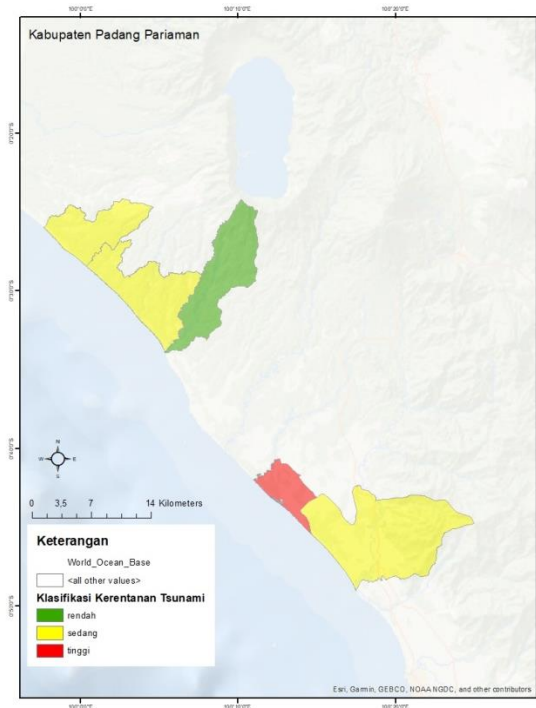 Kabupaten Padang Pariaman
N
W E
S
0 3,5 7 14 Kilometers
Keterangan
World_Ocean_Base
<all other values>
Klasifikasi Kerentanan Tsunami
rendah
sedang
tinggi
Esri, Garmin, GEBCO, NOAA NGDC, and other contributors